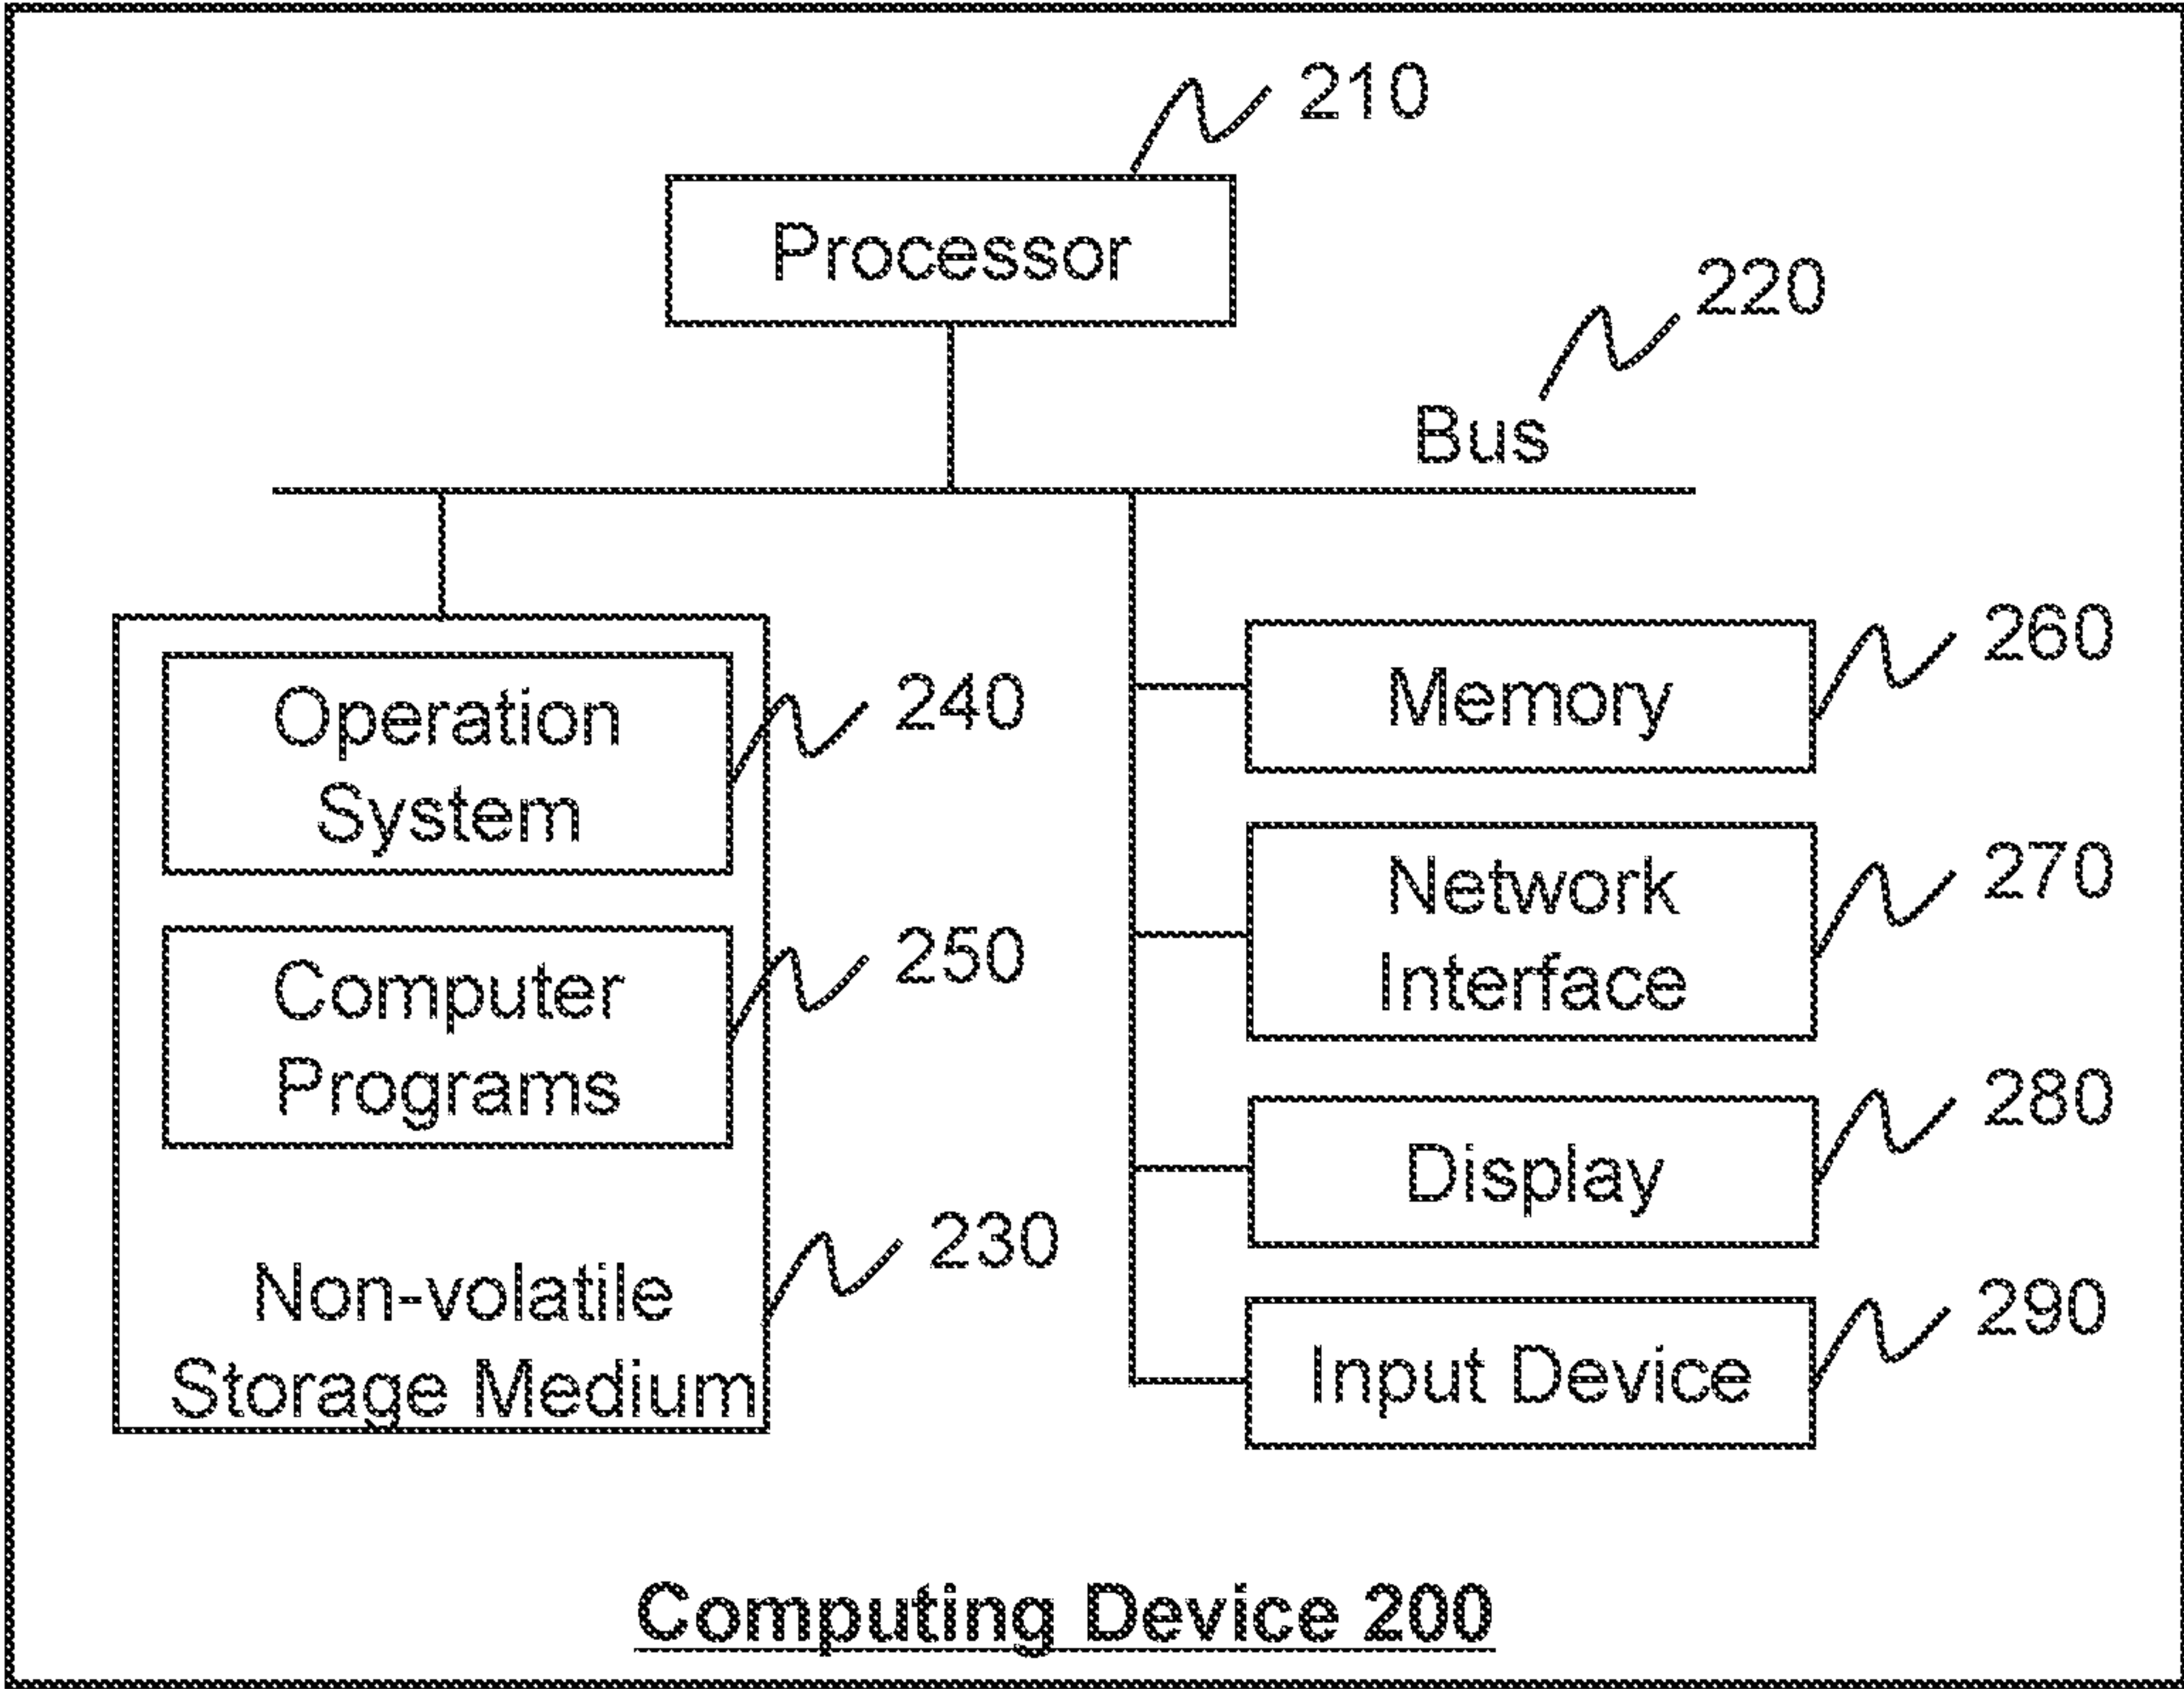 210
Processor
220
Bus
Operation
System
240
Computer
Programs
250
Non-volatile
Storage Medium
230
Memory
260
Network
Interface
270
Display
280
Input Device
290
Computing Device 200